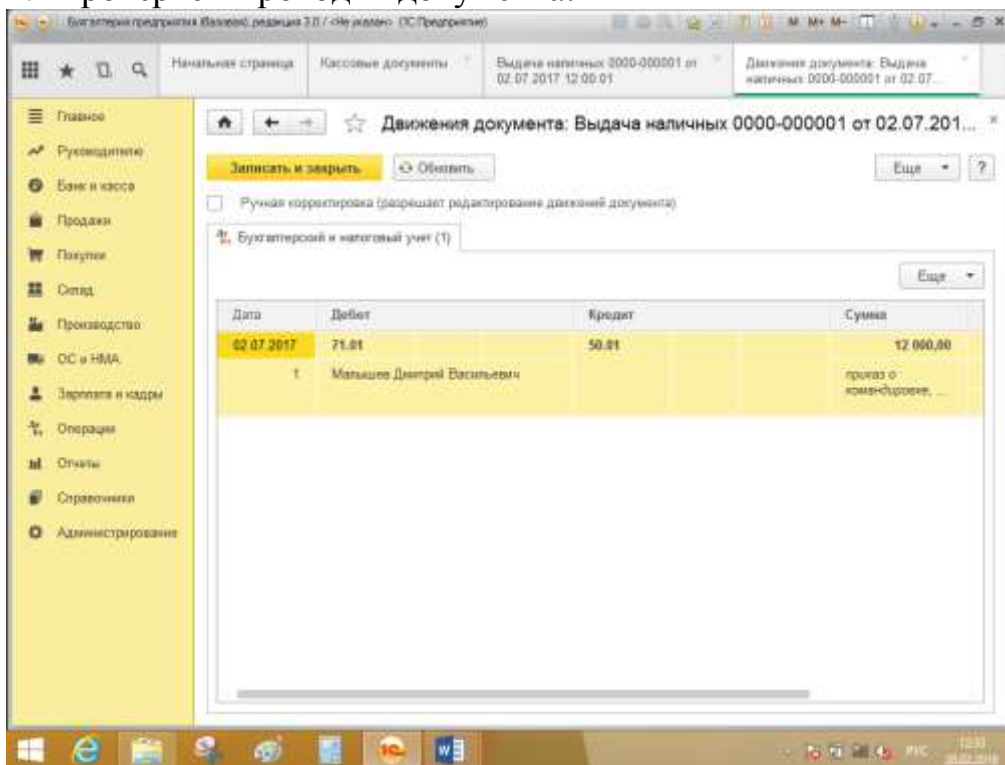 Бухгалтерия предприятия (базовая), редакция 3.0 / <Не указан> (1С:Предприятие)
M M+ M-
Начальная страница
Кассовые документы
Выдача наличных 0000-000001 от
02.07.2017 12:00:01
Движения документа: Выдача
наличных 0000-000001 от 02.07...
Главное
Руководителю
Банк и касса
Продажи
Покупки
Склад
Производство
ОС и НМА
Зарплата и кадры
Операции
Отчеты
Справочники
Администрирование
Движения документа: Выдача наличных 0000-000001 от 02.07.201...
Записать и закрыть
Обновить
Еще
?
Ручная корректировка (разрешает редактирование движений документа)
Бухгалтерский и налоговый учет (1)
Еще
Дата Дебет Кредит Сумма
02.07.2017 71.01 50.01 12 000,00
1 Малышев Дмитрий Васильевич приказ о
командировке, ...
РУС